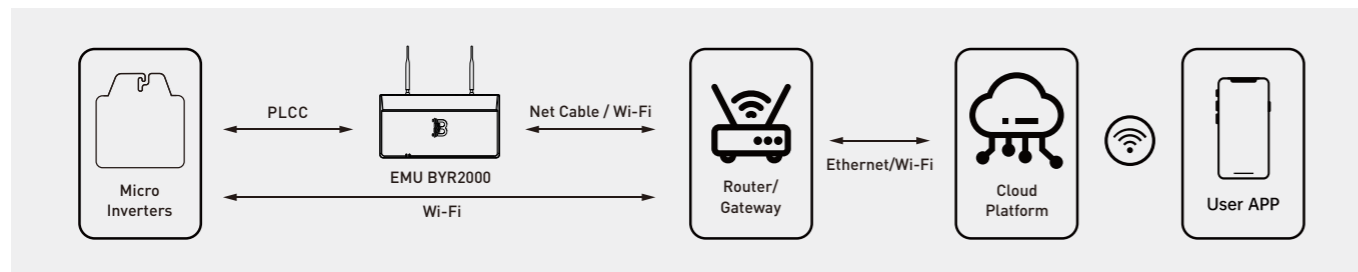 Micro
Inverters
PLCC
EMU BYR2000
Net Cable / Wi-Fi
Wi-Fi
Router/
Gateway
Ethernet/Wi-Fi
Cloud
Platform
User APP